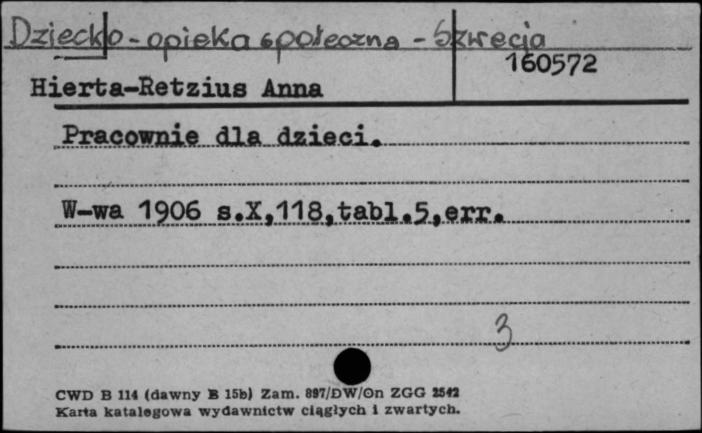 Dziecko - opieka społeczna - Szwecja
160572
Hierta-Retzius Anna
Pracownie dla dzieci.
W-wa 1906 s.X,118,tabl.5,err.
3
CWD B 114 (dawny B 15b) Zam. 897/DW/On ZGG 2542
Karta katalogowa wydawnictw ciągłych i zwartych.